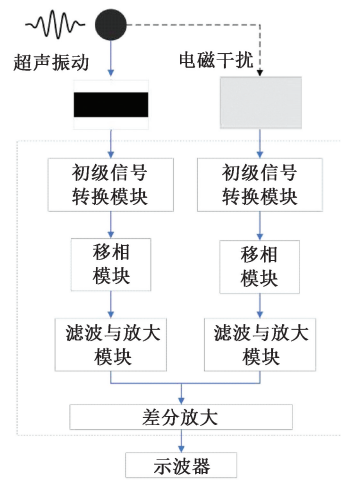 超声振动
电磁干扰
初级信号
转换模块
初级信号
转换模块
移相
模块
移相
模块
滤波与放大
模块
滤波与放大
模块
差分放大
示波器